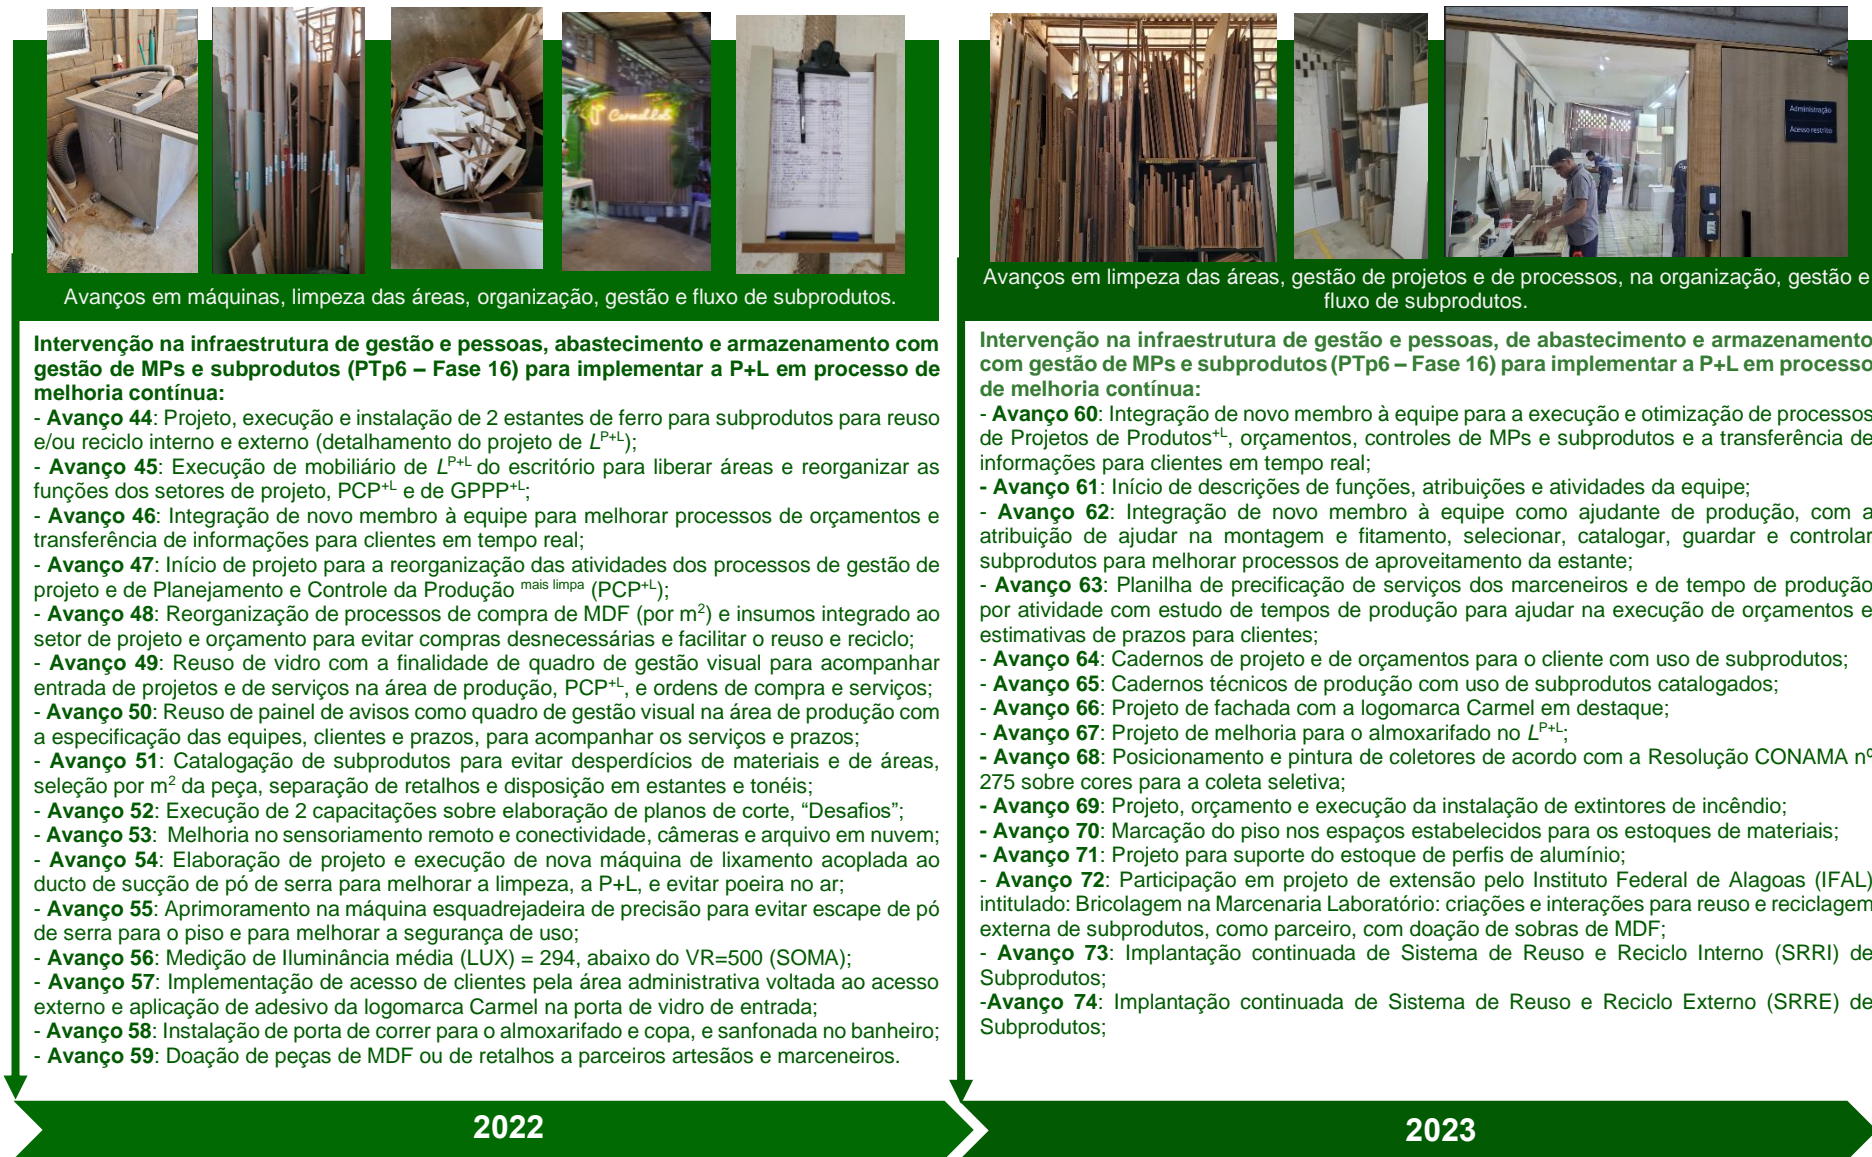 Carmel Lab
Administração
Acesso restrito
Avanços em máquinas, limpeza das áreas, organização, gestão e fluxo de subprodutos.
Intervenção na infraestrutura de gestão e pessoas, abastecimento e armazenamento com
gestão de MPs e subprodutos (PTp6 – Fase 16) para implementar a P+L em processo de
melhoria contínua:
- Avanço 44: Projeto, execução e instalação de 2 estantes de ferro para subprodutos para reuso
e/ou reciclo interno e externo (detalhamento do projeto de L^P+L);
- Avanço 45: Execução de mobiliário de L^P+L do escritório para liberar áreas e reorganizar as
funções dos setores de projeto, PCP^+L e de GPPP^+L;
- Avanço 46: Integração de novo membro à equipe para melhorar processos de orçamentos e
transferência de informações para clientes em tempo real;
- Avanço 47: Início de projeto para a reorganização das atividades dos processos de gestão de
projeto e de Planejamento e Controle da Produção ^mais limpa (PCP^+L);
- Avanço 48: Reorganização de processos de compra de MDF (por m²) e insumos integrado ao
setor de projeto e orçamento para evitar compras desnecessárias e facilitar o reuso e reciclo;
- Avanço 49: Reuso de vidro com a finalidade de quadro de gestão visual para acompanhar
entrada de projetos e de serviços na área de produção, PCP^+L, e ordens de compra e serviços;
- Avanço 50: Reuso de painel de avisos como quadro de gestão visual na área de produção com
a especificação das equipes, clientes e prazos, para acompanhar os serviços e prazos;
- Avanço 51: Catalogação de subprodutos para evitar desperdícios de materiais e de áreas,
seleção por m² da peça, separação de retalhos e disposição em estantes e tonéis;
- Avanço 52: Execução de 2 capacitações sobre elaboração de planos de corte, “Desafios”;
- Avanço 53: Melhoria no sensoriamento remoto e conectividade, câmeras e arquivo em nuvem;
- Avanço 54: Elaboração de projeto e execução de nova máquina de lixamento acoplada ao
ducto de sucção de pó de serra para melhorar a limpeza, a P+L, e evitar poeira no ar;
- Avanço 55: Aprimoramento na máquina esquadrejadeira de precisão para evitar escape de pó
de serra para o piso e para melhorar a segurança de uso;
- Avanço 56: Medição de Iluminância média (LUX) = 294, abaixo do VR=500 (SOMA);
- Avanço 57: Implementação de acesso de clientes pela área administrativa voltada ao acesso
externo e aplicação de adesivo da logomarca Carmel na porta de vidro de entrada;
- Avanço 58: Instalação de porta de correr para o almoxarifado e copa, e sanfonada no banheiro;
- Avanço 59: Doação de peças de MDF ou de retalhos a parceiros artesãos e marceneiros.
2022
Avanços em limpeza das áreas, gestão de projetos e de processos, na organização, gestão e
fluxo de subprodutos.
Intervenção na infraestrutura de gestão e pessoas, de abastecimento e armazenamento
com gestão de MPs e subprodutos (PTp6 – Fase 16) para implementar a P+L em processo
de melhoria contínua:
- Avanço 60: Integração de novo membro à equipe para a execução e otimização de processos
de Projetos de Produtos^+L, orçamentos, controles de MPs e subprodutos e a transferência de
informações para clientes em tempo real;
- Avanço 61: Início de descrições de funções, atribuições e atividades da equipe;
- Avanço 62: Integração de novo membro à equipe como ajudante de produção, com a
atribuição de ajudar na montagem e fitamento, selecionar, catalogar, guardar e controlar
subprodutos para melhorar processos de aproveitamento da estante;
- Avanço 63: Planilha de precificação de serviços dos marceneiros e de tempo de produção
por atividade com estudo de tempos de produção para ajudar na execução de orçamentos e
estimativas de prazos para clientes;
- Avanço 64: Cadernos de projeto e de orçamentos para o cliente com uso de subprodutos;
- Avanço 65: Cadernos técnicos de produção com uso de subprodutos catalogados;
- Avanço 66: Projeto de fachada com a logomarca Carmel em destaque;
- Avanço 67: Projeto de melhoria para o almoxarifado no L^P+L;
- Avanço 68: Posicionamento e pintura de coletores de acordo com a Resolução CONAMA nº
275 sobre cores para a coleta seletiva;
- Avanço 69: Projeto, orçamento e execução da instalação de extintores de incêndio;
- Avanço 70: Marcação do piso nos espaços estabelecidos para os estoques de materiais;
- Avanço 71: Projeto para suporte do estoque de perfis de alumínio;
- Avanço 72: Participação em projeto de extensão pelo Instituto Federal de Alagoas (IFAL)
intitulado: Bricolagem na Marcenaria Laboratório: criações e interações para reuso e reciclagem
externa de subprodutos, como parceiro, com doação de sobras de MDF;
- Avanço 73: Implantação continuada de Sistema de Reuso e Reciclo Interno (SRRI) de
Subprodutos;
-Avanço 74: Implantação continuada de Sistema de Reuso e Reciclo Externo (SRRE) de
Subprodutos;
2023